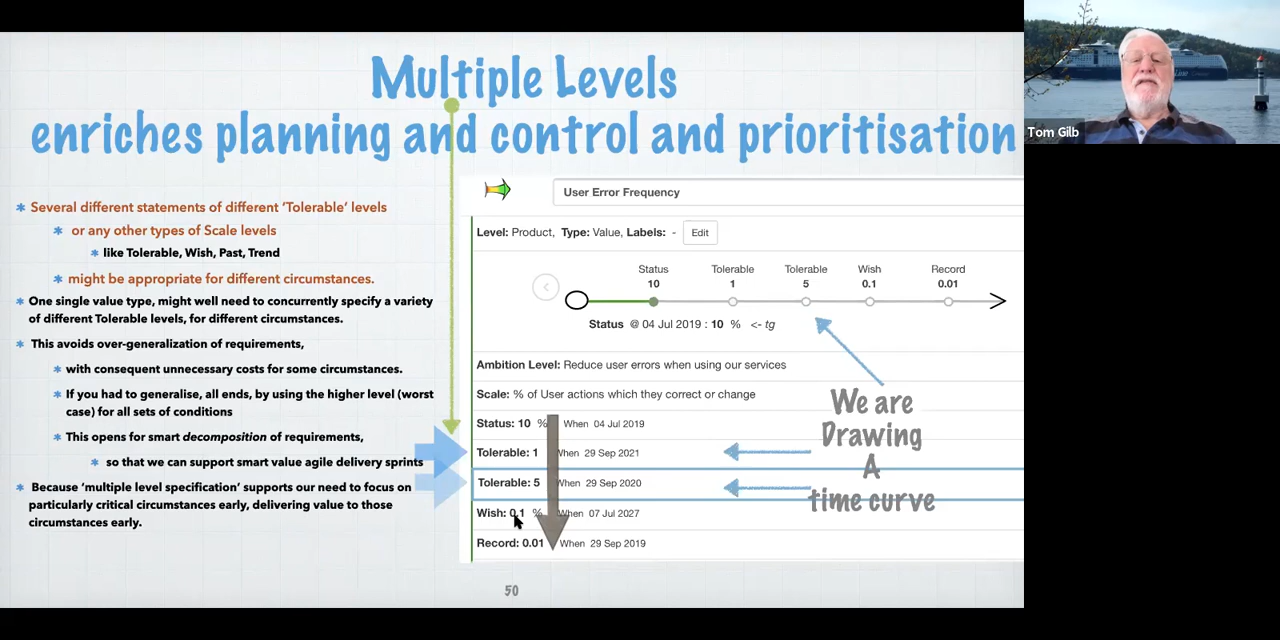 Multiple Levels
enriches planning and control and prioritisation
Tom Gilb
Several different statements of different 'Tolerable' levels
or any other types of Scale levels
like Tolerable, Wish, Past, Trend
might be appropriate for different circumstances.
One single value type, might well need to concurrently specify a variety
of different Tolerable levels, for different circumstances.
This avoids over-generalization of requirements,
with consequent unnecessary costs for some circumstances.
If you had to generalise, all ends, by using the higher level (worst
case) for all sets of conditions
This opens for smart decomposition of requirements,
so that we can support smart value agile delivery sprints
Because 'multiple level specification' supports our need to focus on
particularly critical circumstances early, delivering value to those
circumstances early.
User Error Frequency
Level: Product, Type: Value, Labels: - Edit
Status Tolerable Tolerable Wish Record
10 1 5 0.1 0.01
Status @ 04 Jul 2019 : 10 % <- tg
Ambition Level: Reduce user errors when using our services
Scale: % of User actions which they correct or change
Status: 10 % When 04 Jul 2019
Tolerable: 1 When 29 Sep 2021
Tolerable: 5 When 29 Sep 2020
Wish: 0.1 % When 07 Jul 2027
Record: 0.01 When 29 Sep 2019
We are
Drawing
A
time curve
50